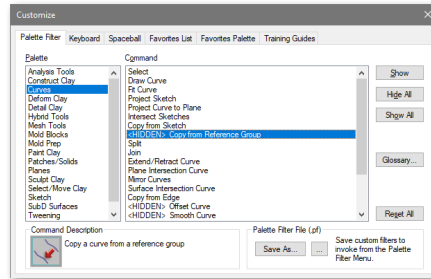 Customize
Palette Filter Keyboard Spaceball Favorites List Favorites Palette Training Guides
Palette
Analysis Tools
Construct Clay
Curves
Deform Clay
Detail Clay
Hybrid Tools
Mesh Tools
Mold Blocks
Mold Prep
Paint Clay
Patches/Solids
Planes
Sculpt Clay
Select/Move Clay
Sketch
SubD Surfaces
Tweening
Command
Select
Draw Curve
Fit Curve
Project Sketch
Project Curve to Plane
Intersect Sketches
Copy from Sketch
<HIDDEN> Copy from Reference Group
Split
Join
Extend/Retract Curve
Plane Intersection Curve
Mirror Curves
Surface Intersection Curve
Copy from Edge
<HIDDEN> Offset Curve
<HIDDEN> Smooth Curve
Show
Hide All
Show All
Glossary...
Reset All
Command Description
Copy a curve from a reference group
Palette Filter File (.pf)
Save As...
...
Save custom filters to
invoke from the Palette
Filter Menu.